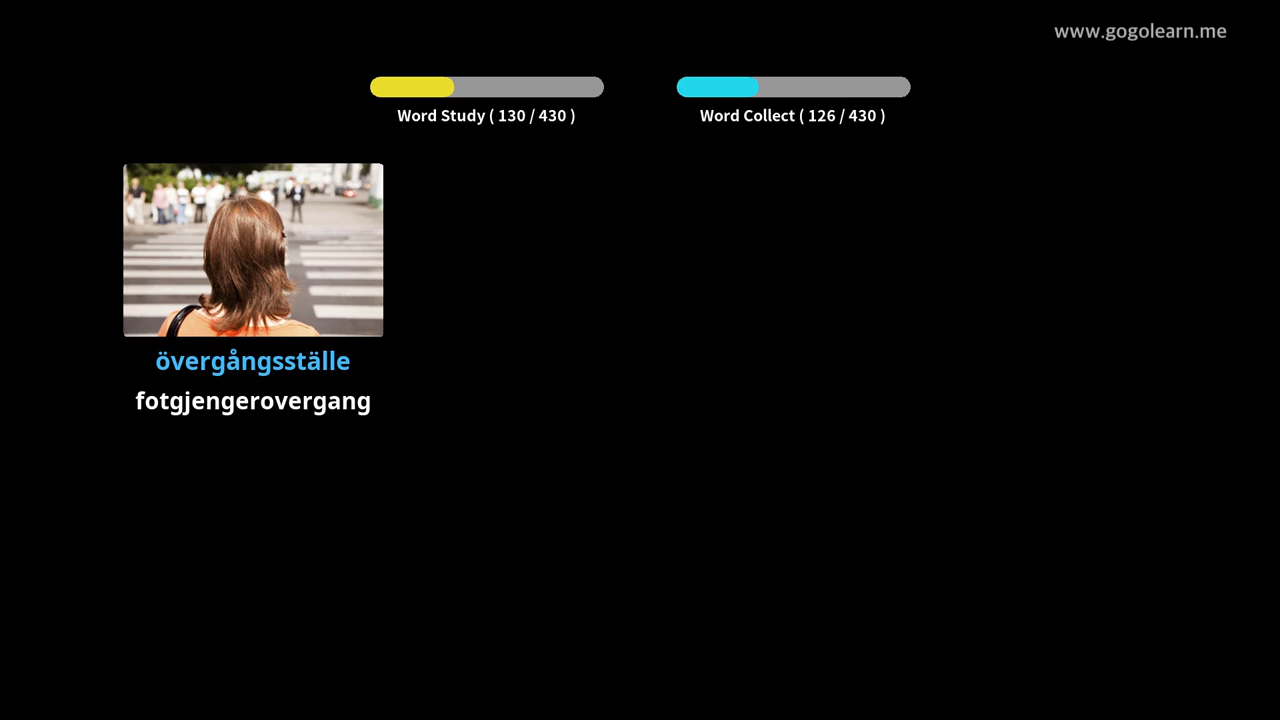 www.gogolearn.me
Word Study ( 130 / 430 )
Word Collect ( 126 / 430 )
övergångsställe
fotgjengerovergang